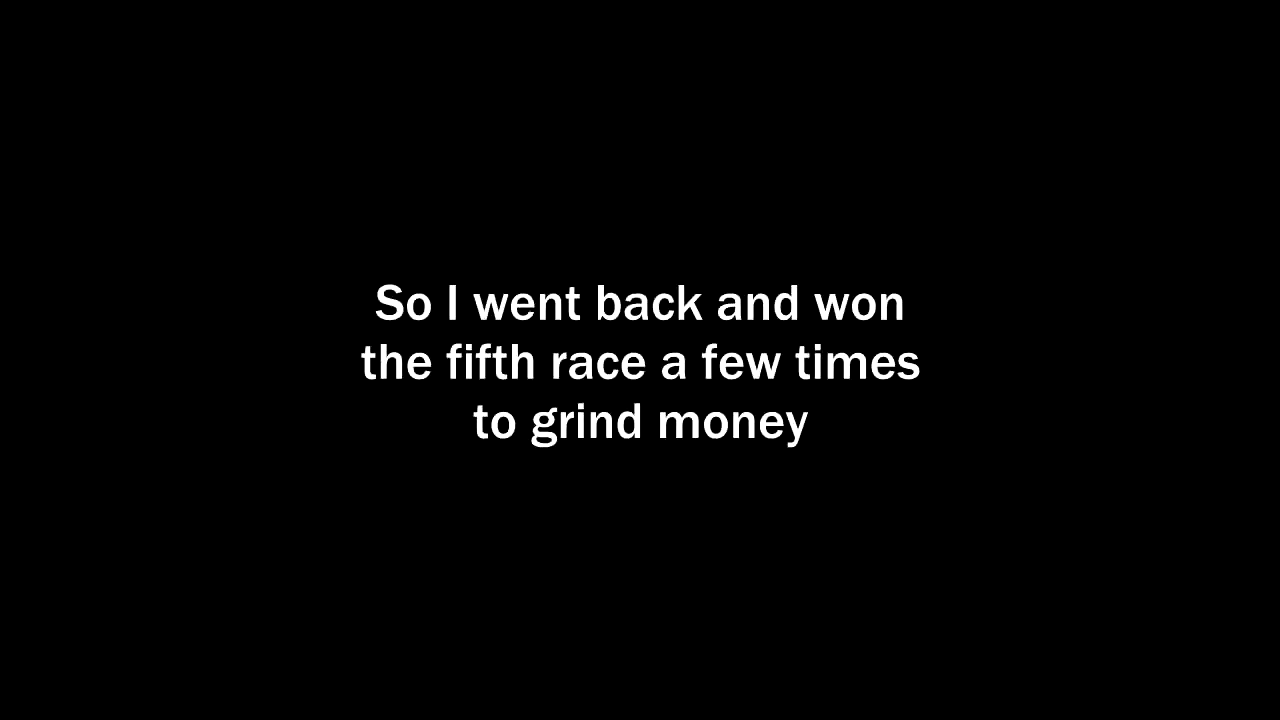 So I went back and won
the fifth race a few times
to grind money